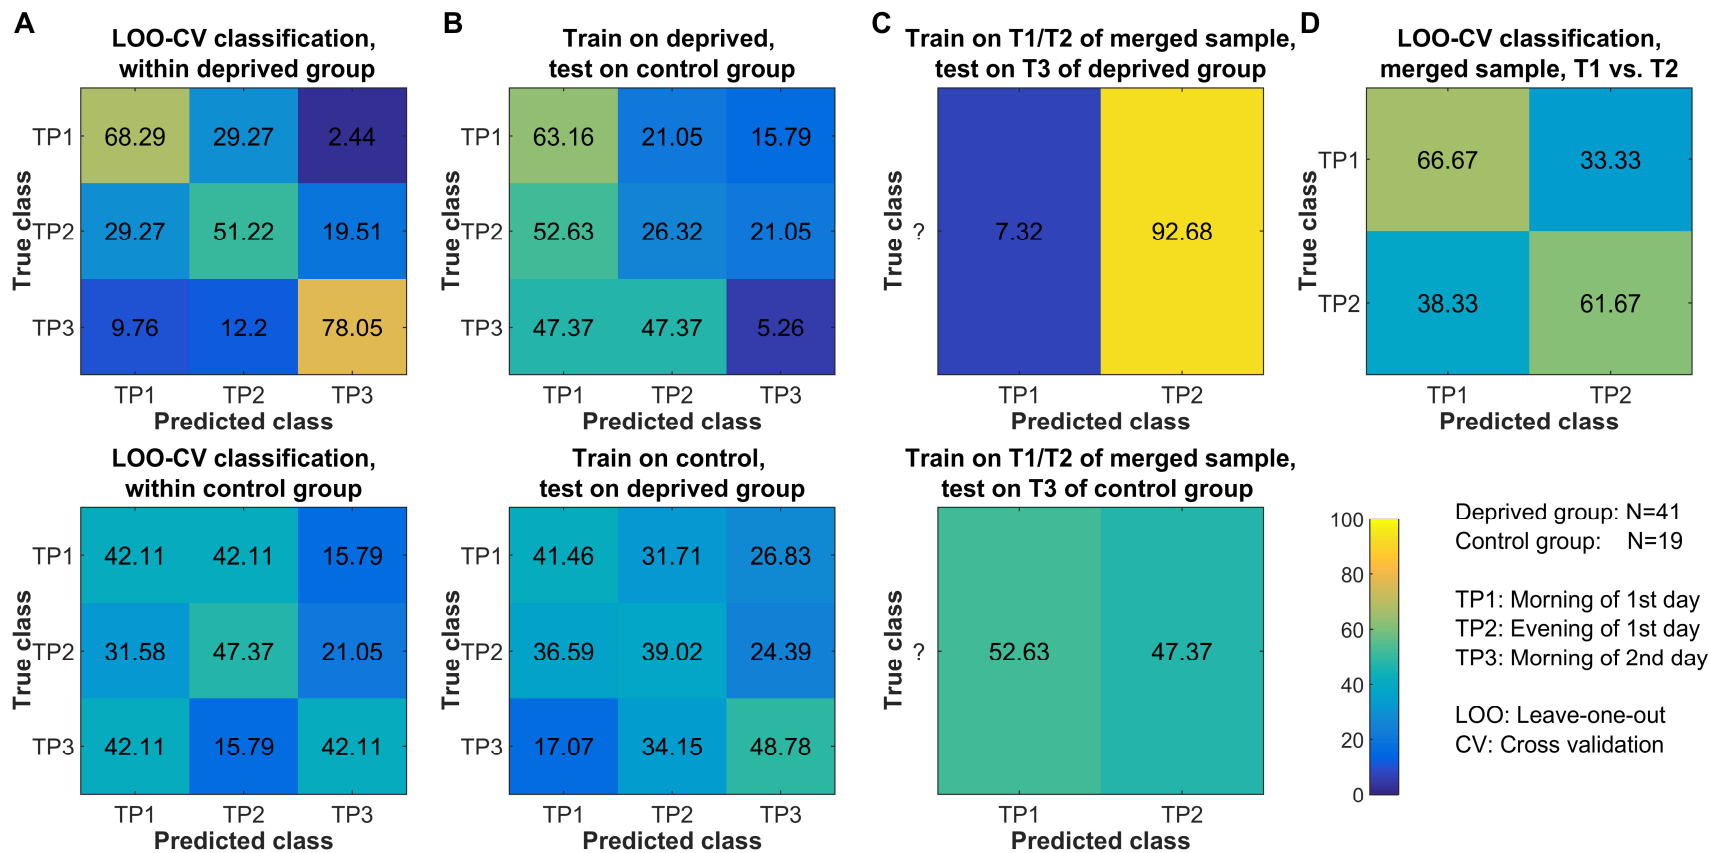 A
LOO-CV classification,
within deprived group
68.29 29.27 2.44
29.27 51.22 19.51
9.76 12.2 78.05
TP1
TP2
TP3
True class
TP1 TP2 TP3
Predicted class
LOO-CV classification,
within control group
42.11 42.11 15.79
31.58 47.37 21.05
42.11 15.79 42.11
TP1
TP2
TP3
True class
TP1 TP2 TP3
Predicted class
B
Train on deprived,
test on control group
63.16 21.05 15.79
52.63 26.32 21.05
47.37 47.37 5.26
TP1
TP2
TP3
True class
TP1 TP2 TP3
Predicted class
Train on control,
test on deprived group
41.46 31.71 26.83
36.59 39.02 24.39
17.07 34.15 48.78
TP1
TP2
TP3
True class
TP1 TP2 TP3
Predicted class
C
Train on T1/T2 of merged sample,
test on T3 of deprived group
? 7.32 92.68
True class
TP1 TP2
Predicted class
Train on T1/T2 of merged sample,
test on T3 of control group
? 52.63 47.37
True class
TP1 TP2
Predicted class
D
LOO-CV classification,
merged sample, T1 vs. T2
66.67 33.33
38.33 61.67
TP1
TP2
True class
TP1 TP2
Predicted class
100
80
60
40
20
0
Deprived group: N=41
Control group: N=19
TP1: Morning of 1st day
TP2: Evening of 1st day
TP3: Morning of 2nd day
LOO: Leave-one-out
CV: Cross validation